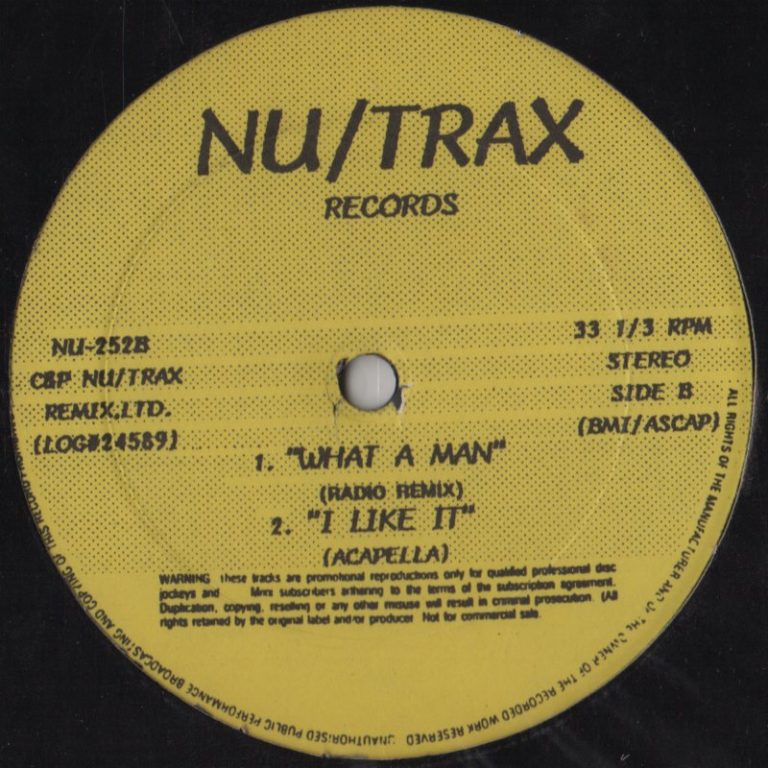 NU/TRAX
RECORDS
NU-252B
C&P NU/TRAX
REMIX,LTD.
(LOG#24589)
33 1/3 RPM
STEREO
SIDE B
(BMI/ASCAP)
1. "WHAT A MAN"
(RADIO REMIX)
2. "I LIKE IT"
(ACAPELLA)
WARNING These tracks are promotional reproductions only for qualified professional disc
jockeys and Mixx subscribers arthering to the terms of the subscription agreement.
Duplication, copying, reselling or any other misuse will result in criminal prosecution. (All
rights retained by the original label and/or producer Not for commercial sale.
ALL RIGHTS OF THE MANUFACTURER AND OF THE OWNER OF THE RECORDED WORK RESERVED UNAUTHORISED PUBLIC PERFORMANCE BROADCASTING AND COPYING OF THIS RECORD